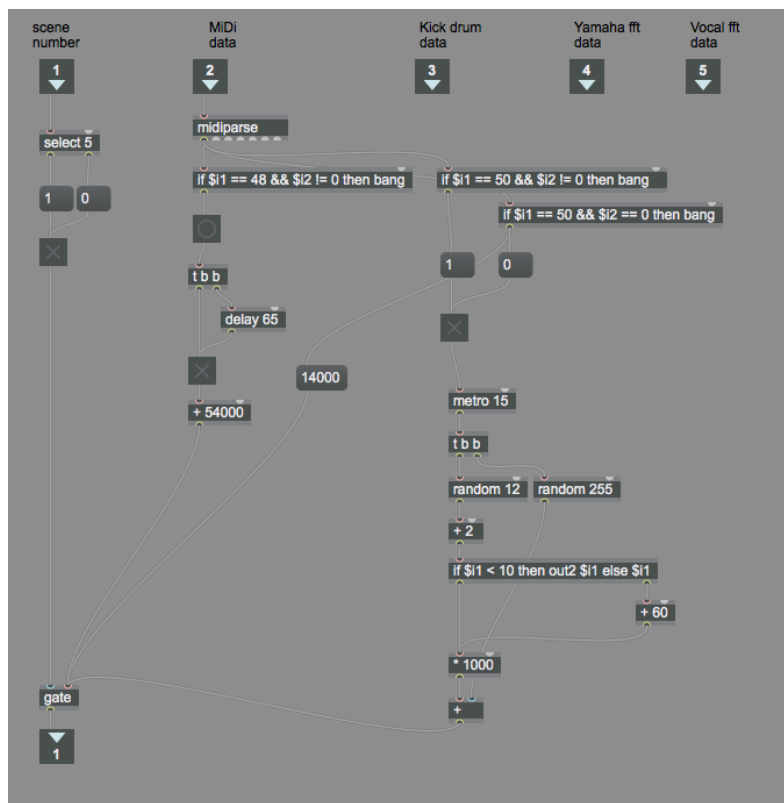 scene
number
MiDi
data
Kick drum
data
Yamaha fft
data
Vocal fft
data
1
2
3
4
5
select 5
midiparse
if $i1 == 48 && $i2 != 0 then bang
if $i1 == 50 && $i2 != 0 then bang
1
0
if $i1 == 50 && $i2 == 0 then bang
t b b
1
0
delay 65
14000
+ 54000
metro 15
t b b
random 12
random 255
+ 2
if $i1 < 10 then out2 $i1 else $i1
+ 60
* 1000
gate
+
1